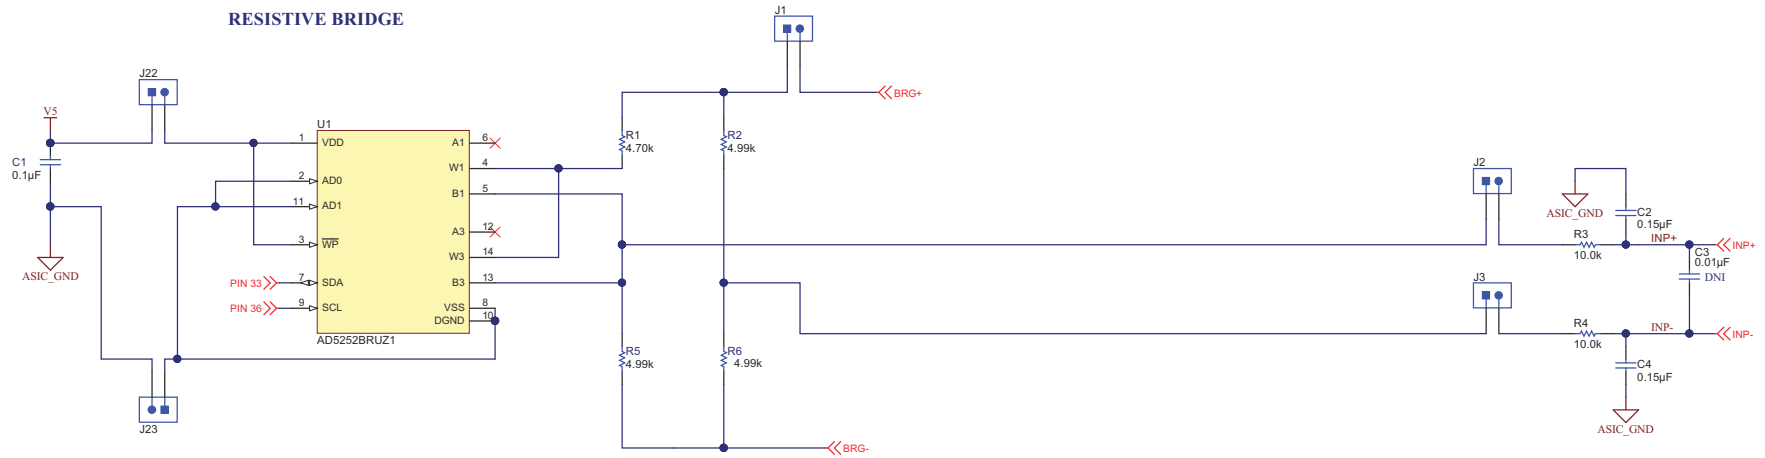 RESISTIVE BRIDGE
J1
BRG+
J22
V5
C1
0.1µF
ASIC_GND
U1
1 VDD
2 AD0
11 AD1
3 WP
7 SDA
9 SCL
PIN 33
PIN 36
A1 6
W1 4
B1 5
A3 12
W3 14
B3 13
VSS 8
DGND 10
AD5252BRUZ1
J23
R1
4.70k
R2
4.99k
R5
4.99k
R6
4.99k
BRG-
J2
J3
ASIC_GND
C2
0.15µF
R3
10.0k
INP+
INP+
C3
0.01µF
DNI
R4
10.0k
INP-
INP-
C4
0.15µF
ASIC_GND